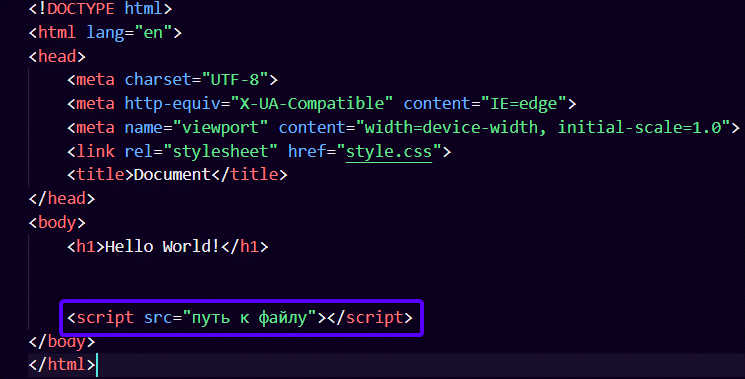 <!DOCTYPE html>
<html lang="en">
<head>
    <meta charset="UTF-8">
    <meta http-equiv="X-UA-Compatible" content="IE=edge">
    <meta name="viewport" content="width=device-width, initial-scale=1.0">
    <link rel="stylesheet" href="style.css">
    <title>Document</title>
</head>
<body>
    <h1>Hello World!</h1>
    <script src="путь к файлу"></script>
</body>
</html>